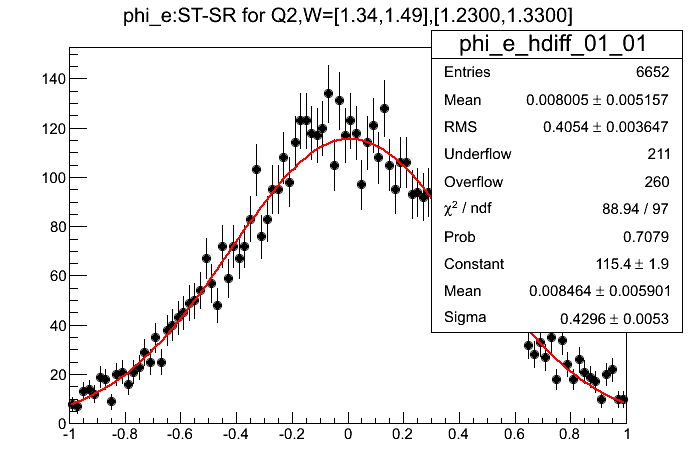 phi_e:ST-SR for Q2,W=[1.34,1.49],[1.2300,1.3300]
phi_e_hdiff_01_01
Entries 6652
Mean 0.008005 ± 0.005157
RMS 0.4054 ± 0.003647
Underflow 211
Overflow 260
χ² / ndf 88.94 / 97
Prob 0.7079
Constant 115.4 ± 1.9
Mean 0.008464 ± 0.005901
Sigma 0.4296 ± 0.0053
140
120
100
80
60
40
20
0
-1 -0.8 -0.6 -0.4 -0.2 0 0.2 0.4 0.6 0.8 1